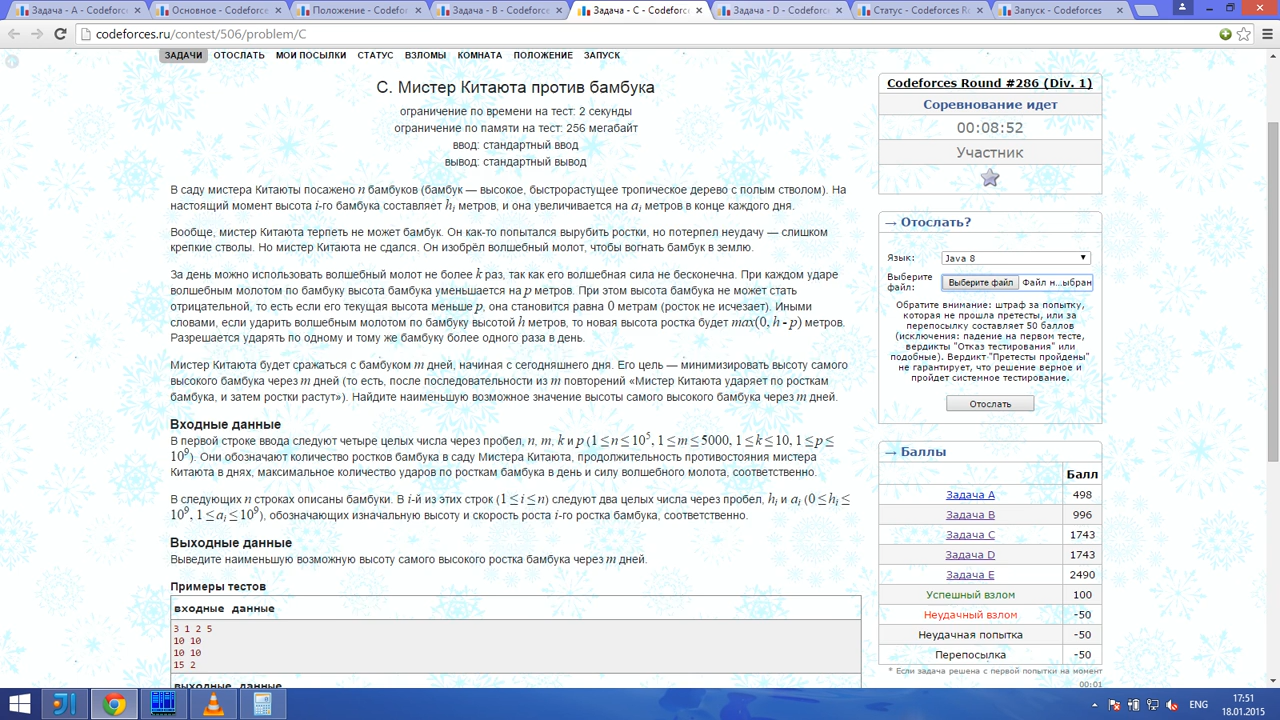 Задача - A - Codeforces
Основное - Codeforces
Положение - Codeforces
Задача - B - Codeforces
Задача - C - Codeforces
Задача - D - Codeforces
Статус - Codeforces R
Запуск - Codeforces
codeforces.ru/contest/506/problem/C
ЗАДАЧИ ОТОСЛАТЬ МОИ ПОСЫЛКИ СТАТУС ВЗЛОМЫ КОМНАТА ПОЛОЖЕНИЕ ЗАПУСК
C. Мистер Китаюта против бамбука
ограничение по времени на тест: 2 секунды
ограничение по памяти на тест: 256 мегабайт
ввод: стандартный ввод
вывод: стандартный вывод
В саду мистера Китаюты посажено n бамбуков (бамбук — высокое, быстрорастущее тропическое дерево с полым стволом). На
настоящий момент высота i-го бамбука составляет hi метров, и она увеличивается на ai метров в конце каждого дня.
Вообще, мистер Китаюта терпеть не может бамбук. Он как-то попытался вырубить ростки, но потерпел неудачу — слишком
крепкие стволы. Но мистер Китаюта не сдался. Он изобрёл волшебный молот, чтобы вогнать бамбук в землю.
За день можно использовать волшебный молот не более k раз, так как его волшебная сила не бесконечна. При каждом ударе
волшебным молотом по бамбуку высота бамбука уменьшается на p метров. При этом высота бамбука не может стать
отрицательной, то есть если его текущая высота меньше p, она становится равна 0 метрам (росток не исчезает). Иными
словами, если ударить волшебным молотом по бамбуку высотой h метров, то новая высота ростка будет max(0, h - p) метров.
Разрешается ударять по одному и тому же бамбуку более одного раза в день.
Мистер Китаюта будет сражаться с бамбуком m дней, начиная с сегодняшнего дня. Его цель — минимизировать высоту самого
высокого бамбука через m дней (то есть, после последовательности из m повторений «Мистер Китаюта ударяет по росткам
бамбука, и затем ростки растут»). Найдите наименьшую возможное значение высоты самого высокого бамбука через m дней.
Входные данные
В первой строке ввода следуют четыре целых числа через пробел, n, m, k и p (1 ≤ n ≤ 10^5, 1 ≤ m ≤ 5000, 1 ≤ k ≤ 10, 1 ≤ p ≤
10^9). Они обозначают количество ростков бамбука в саду Мистера Китаюта, продолжительность противостояния мистера
Китаюта в днях, максимальное количество ударов по росткам бамбука в день и силу волшебного молота, соответственно.
В следующих n строках описаны бамбуки. В i-й из этих строк (1 ≤ i ≤ n) следуют два целых числа через пробел, hi и ai (0 ≤ hi ≤
10^9, 1 ≤ ai ≤ 10^9), обозначающих изначальную высоту и скорость роста i-го ростка бамбука, соответственно.
Выходные данные
Выведите наименьшую возможную высоту самого высокого ростка бамбука через m дней.
Примеры тестов
входные данные
3 1 2 5
10 10
10 10
15 2
выходные данные
Codeforces Round #286 (Div. 1)
Соревнование идет
00:08:52
Участник
→ Отослать?
Язык: Java 8
Выберите файл: Выберите файл Файл н...ыбран
Обратите внимание: штраф за попытку,
которая не прошла претесты, или за
перепосылку составляет 50 баллов
(исключения: падение на первом тесте,
вердикты "Отказ тестирования" или
подобные). Вердикт "Претесты пройдены"
не гарантирует, что решение верное и
пройдет системное тестирование.
Отослать
→ Баллы
Балл
Задача A 498
Задача B 996
Задача C 1743
Задача D 1743
Задача E 2490
Успешный взлом 100
Неудачный взлом -50
Неудачная попытка -50
Перепосылка -50
* Если задача решена с первой попытки на момент
00:01
ENG
17:51
18.01.2015